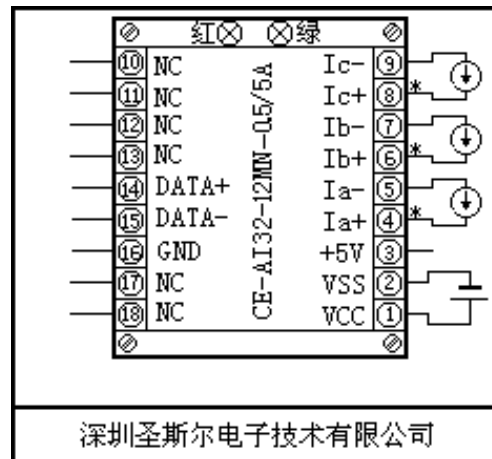 红 绿
⑩ NC Ic- ⑨
⑪ NC Ic+ ⑧ *
⑫ NC Ib- ⑦
⑬ NC Ib+ ⑥ *
⑭ DATA+ Ia- ⑤
⑮ DATA- Ia+ ④ *
⑯ GND +5V ③
⑰ NC VSS ②
⑱ NC VCC ①
CE-AI32-12MN-0.5/5A
深圳圣斯尔电子技术有限公司